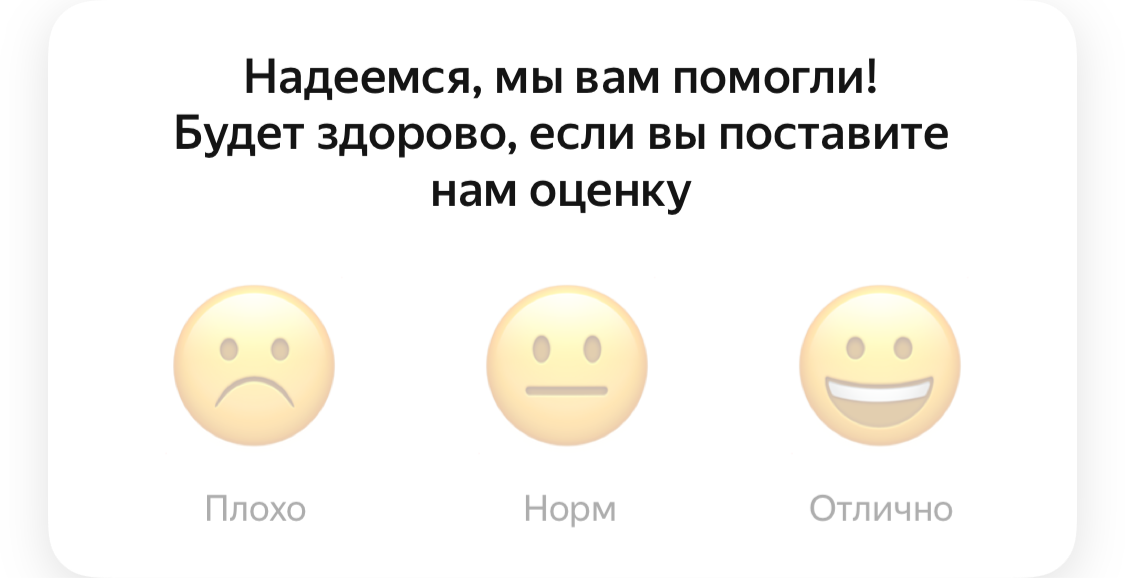 Надеемся, мы вам помогли!
Будет здорово, если вы поставите
нам оценку
Плохо
Норм
Отлично